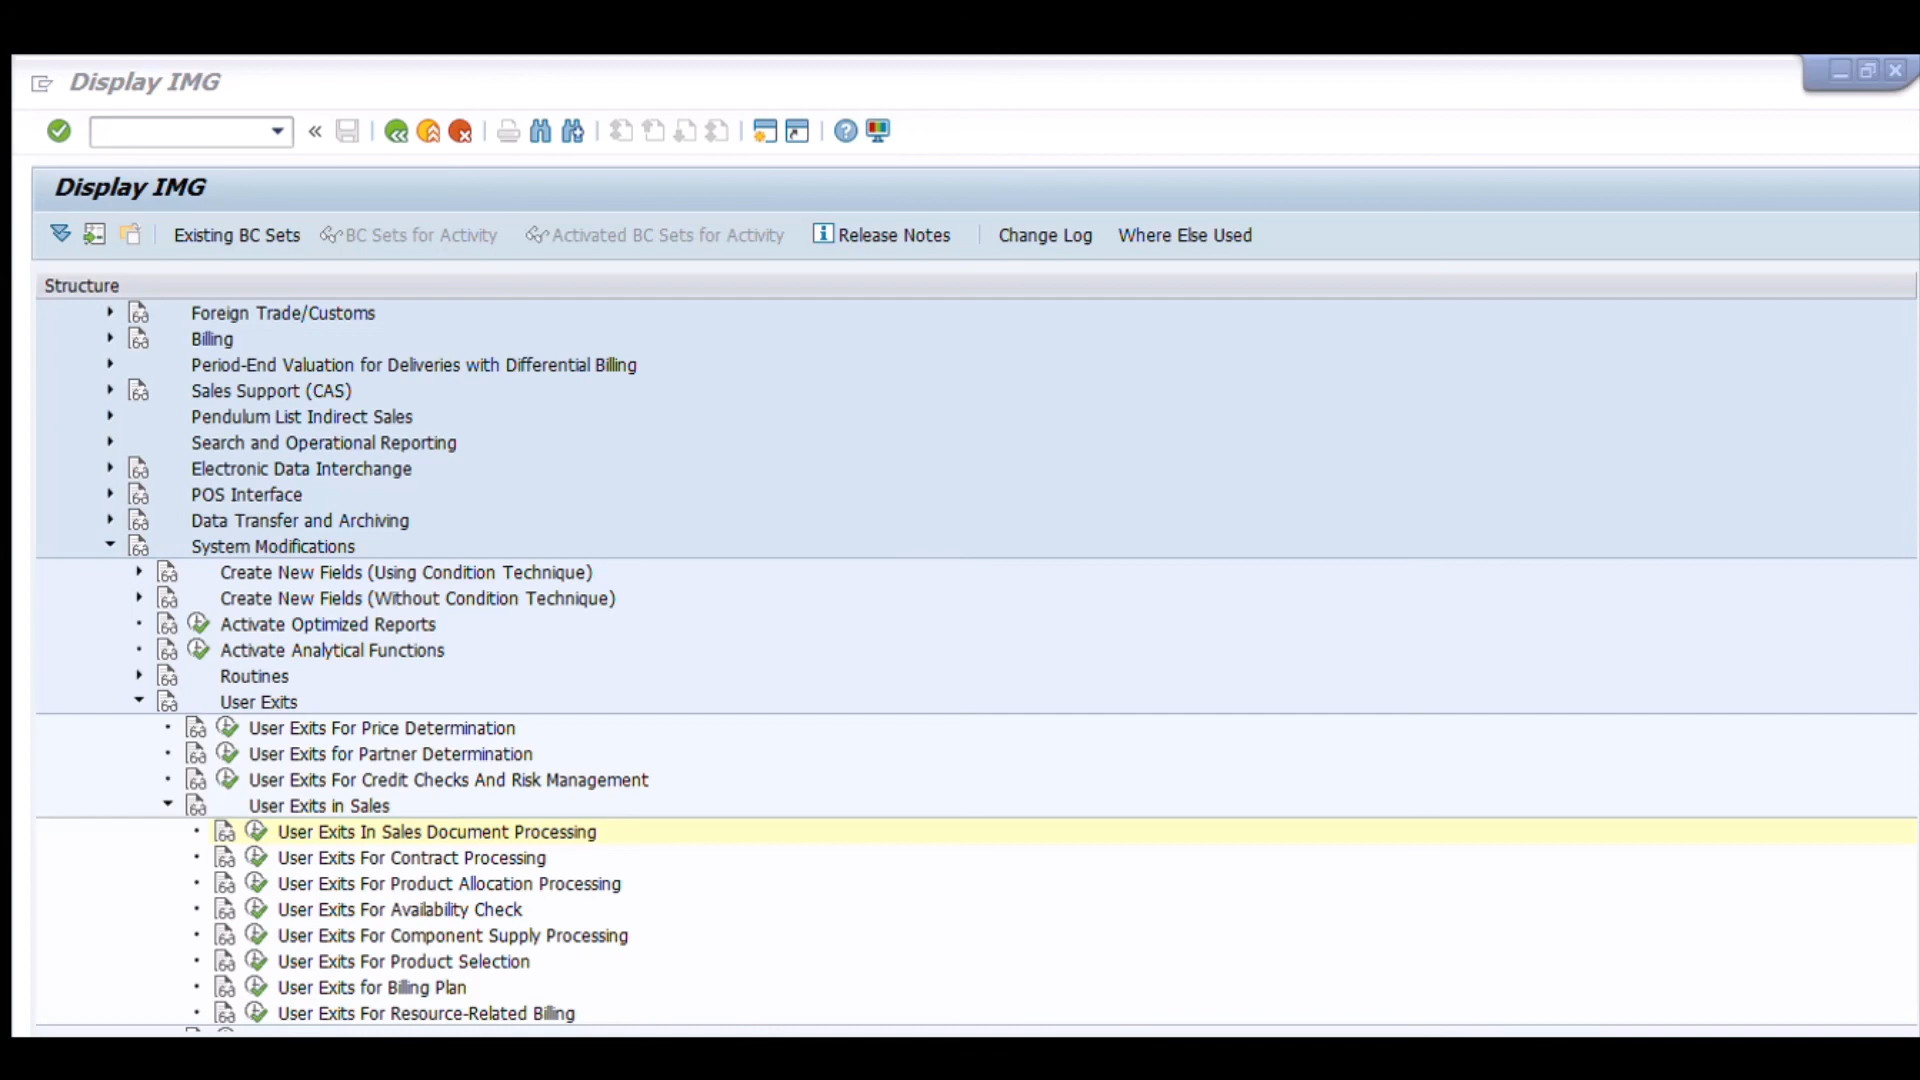 Display IMG
Display IMG
Existing BC Sets BC Sets for Activity Activated BC Sets for Activity Release Notes Change Log Where Else Used
Structure
Foreign Trade/Customs
Billing
Period-End Valuation for Deliveries with Differential Billing
Sales Support (CAS)
Pendulum List Indirect Sales
Search and Operational Reporting
Electronic Data Interchange
POS Interface
Data Transfer and Archiving
System Modifications
Create New Fields (Using Condition Technique)
Create New Fields (Without Condition Technique)
Activate Optimized Reports
Activate Analytical Functions
Routines
User Exits
User Exits For Price Determination
User Exits for Partner Determination
User Exits For Credit Checks And Risk Management
User Exits in Sales
User Exits In Sales Document Processing
User Exits For Contract Processing
User Exits For Product Allocation Processing
User Exits For Availability Check
User Exits For Component Supply Processing
User Exits For Product Selection
User Exits for Billing Plan
User Exits For Resource-Related Billing